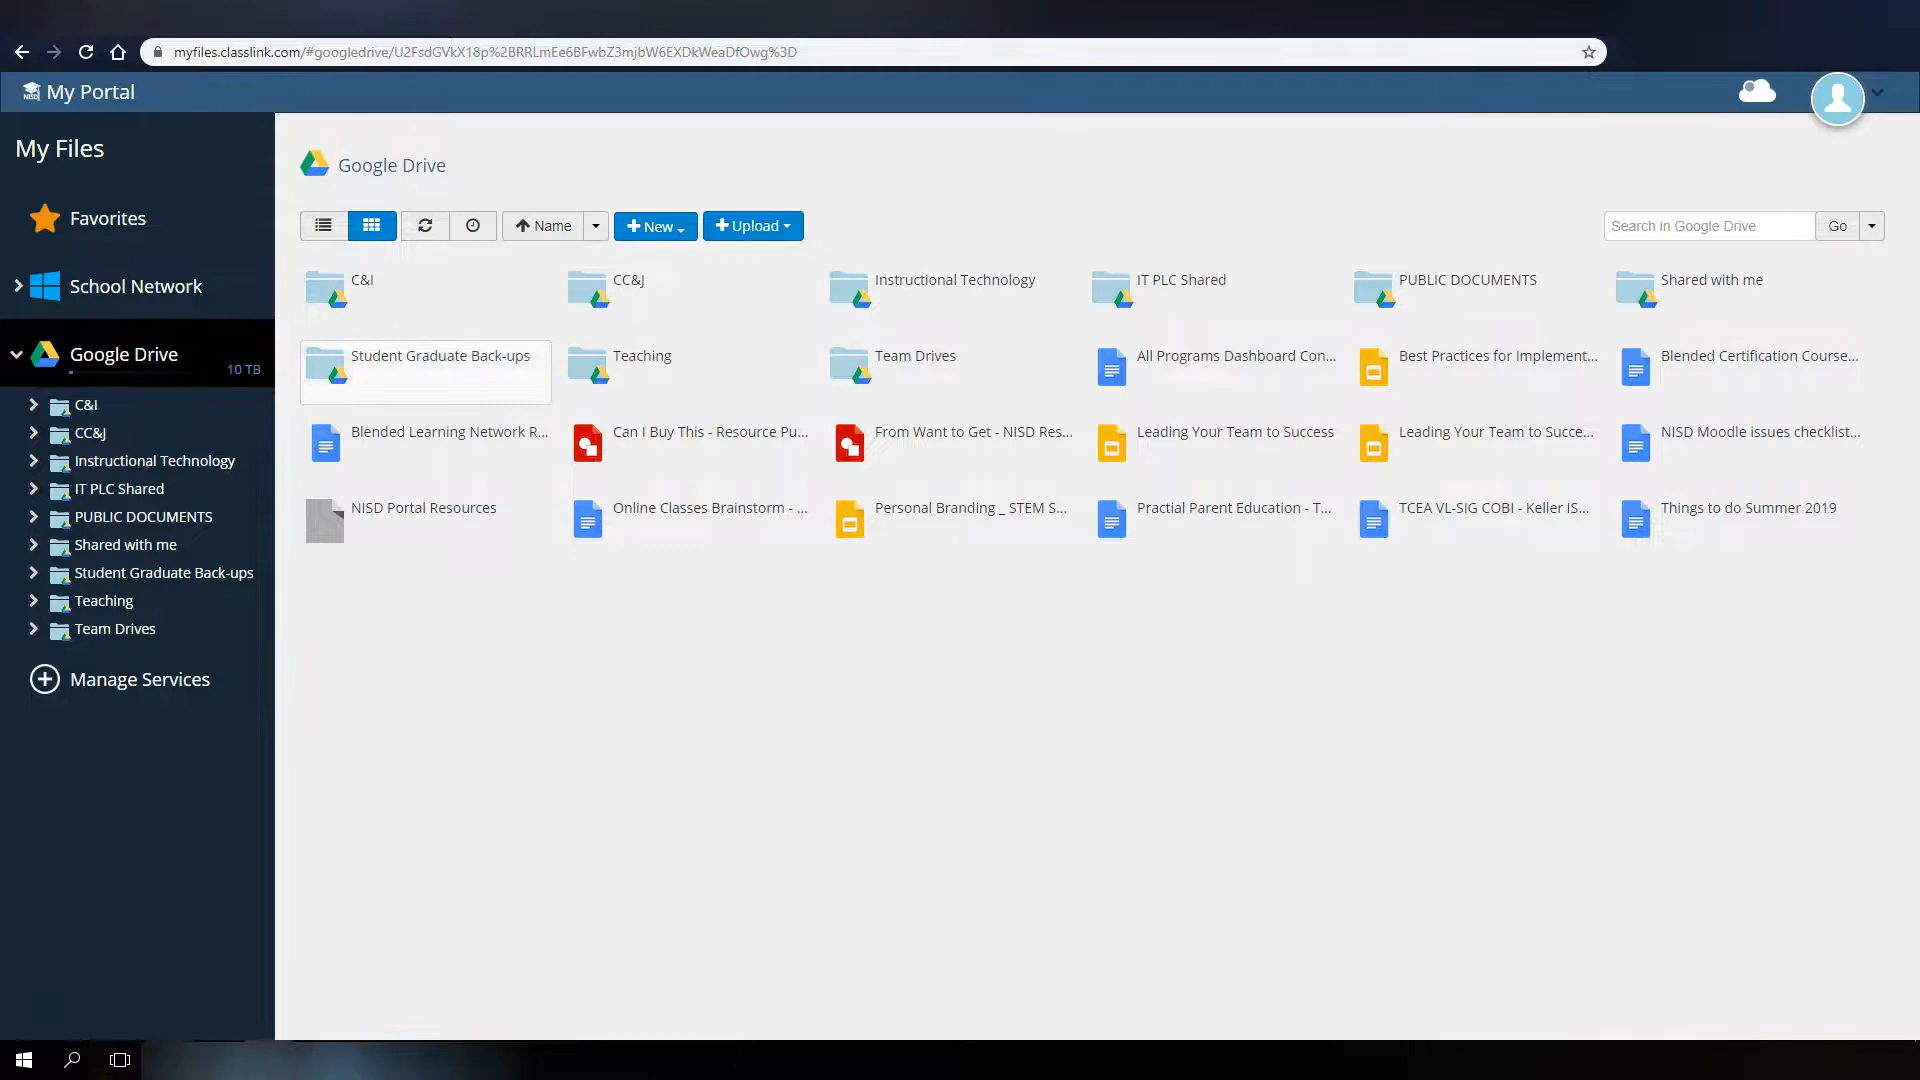 myfiles.classlink.com/#googledrive/U2FsdGVkX18p%2BRRLmEe6BFwbZ3mjbW6EXDkWeaDfOwg%3D
NISD My Portal
My Files
Favorites
School Network
Google Drive
10 TB
C&I
CC&J
Instructional Technology
IT PLC Shared
PUBLIC DOCUMENTS
Shared with me
Student Graduate Back-ups
Teaching
Team Drives
Manage Services
Google Drive
Name New Upload Search in Google Drive Go
C&I CC&J Instructional Technology IT PLC Shared PUBLIC DOCUMENTS Shared with me
Student Graduate Back-ups Teaching Team Drives All Programs Dashboard Con... Best Practices for Implement... Blended Certification Course...
Blended Learning Network R... Can I Buy This - Resource Pu... From Want to Get - NISD Res... Leading Your Team to Success Leading Your Team to Succe... NISD Moodle issues checklist...
NISD Portal Resources Online Classes Brainstorm - ... Personal Branding _ STEM S... Practial Parent Education - T... TCEA VL-SIG COBI - Keller IS... Things to do Summer 2019